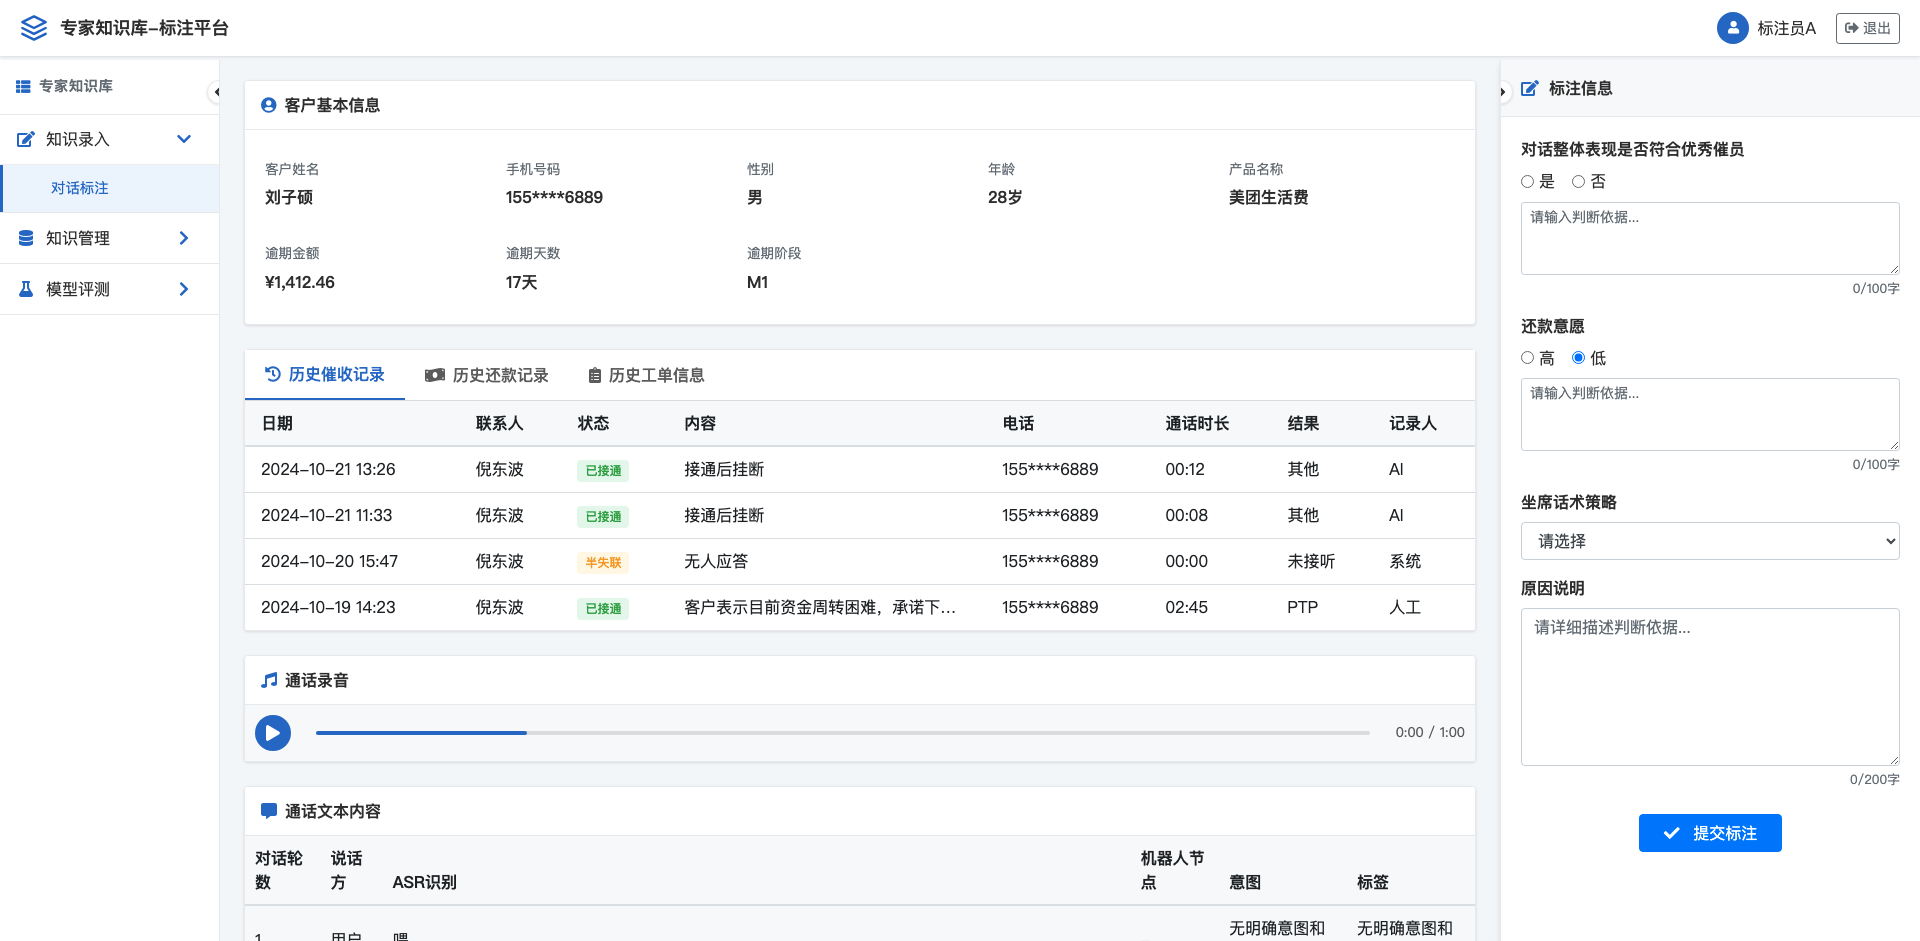 专家知识库-标注平台
标注员A
退出
专家知识库
知识录入
对话标注
知识管理
模型评测
客户基本信息
客户姓名 手机号码 性别 年龄 产品名称
刘子硕 155****6889 男 28岁 美团生活费
逾期金额 逾期天数 逾期阶段
¥1,412.46 17天 M1
历史催收记录 历史还款记录 历史工单信息
日期 联系人 状态 内容 电话 通话时长 结果 记录人
2024-10-21 13:26 倪东波 已接通 接通后挂断 155****6889 00:12 其他 AI
2024-10-21 11:33 倪东波 已接通 接通后挂断 155****6889 00:08 其他 AI
2024-10-20 15:47 倪东波 半失联 无人应答 155****6889 00:00 未接听 系统
2024-10-19 14:23 倪东波 已接通 客户表示目前资金周转困难，承诺下... 155****6889 02:45 PTP 人工
通话录音
0:00 / 1:00
通话文本内容
对话轮数 说话方 ASR识别 机器人节点 意图 标签
1 用户 喂 无明确意图和 无明确意图和
标注信息
对话整体表现是否符合优秀催员
是 否
请输入判断依据...
0/100字
还款意愿
高 低
请输入判断依据...
0/100字
坐席话术策略
请选择
原因说明
请详细描述判断依据...
0/200字
提交标注